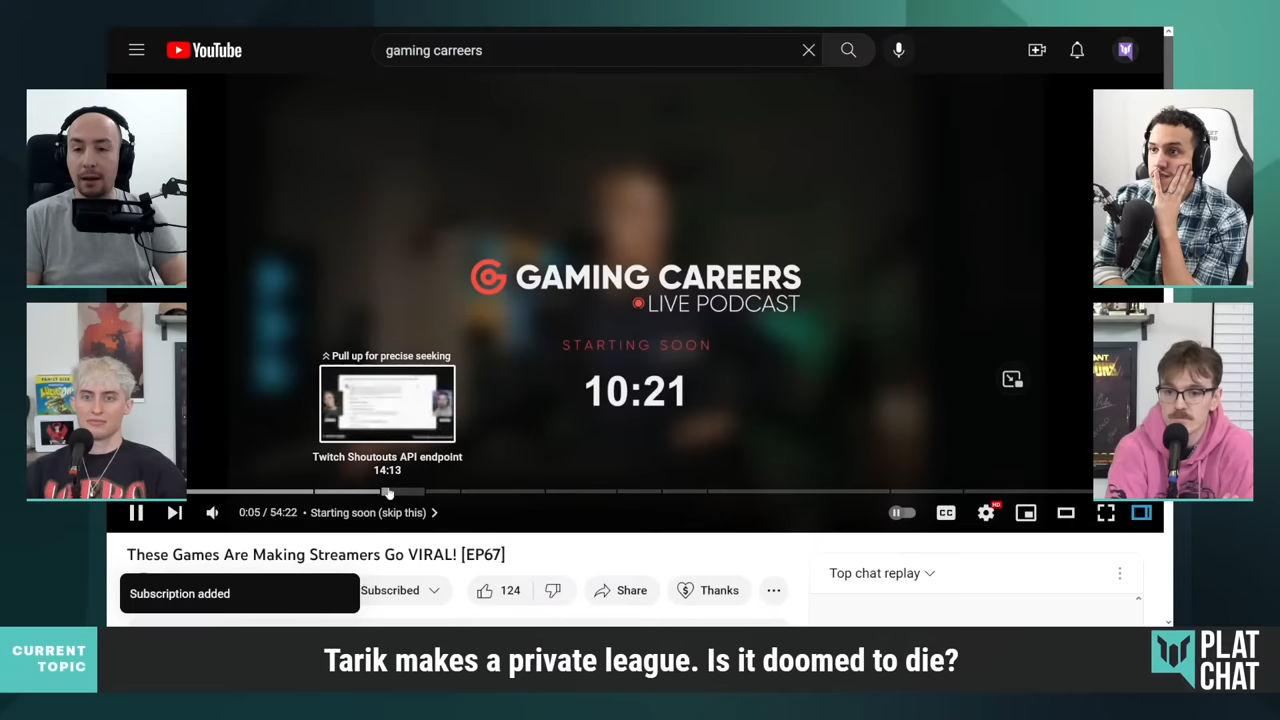 YouTube
gaming carreers
GAMING CAREERS
LIVE PODCAST
STARTING SOON
10:21
Pull up for precise seeking
Twitch Shoutouts API endpoint
14:13
0:05 / 54:22 • Starting soon (skip this)
CC
HD
These Games Are Making Streamers Go VIRAL! [EP67]
Subscription added
Subscribed
124
Share
Thanks
Top chat replay
CURRENT
TOPIC
Tarik makes a private league. Is it doomed to die?
PLAT
CHAT